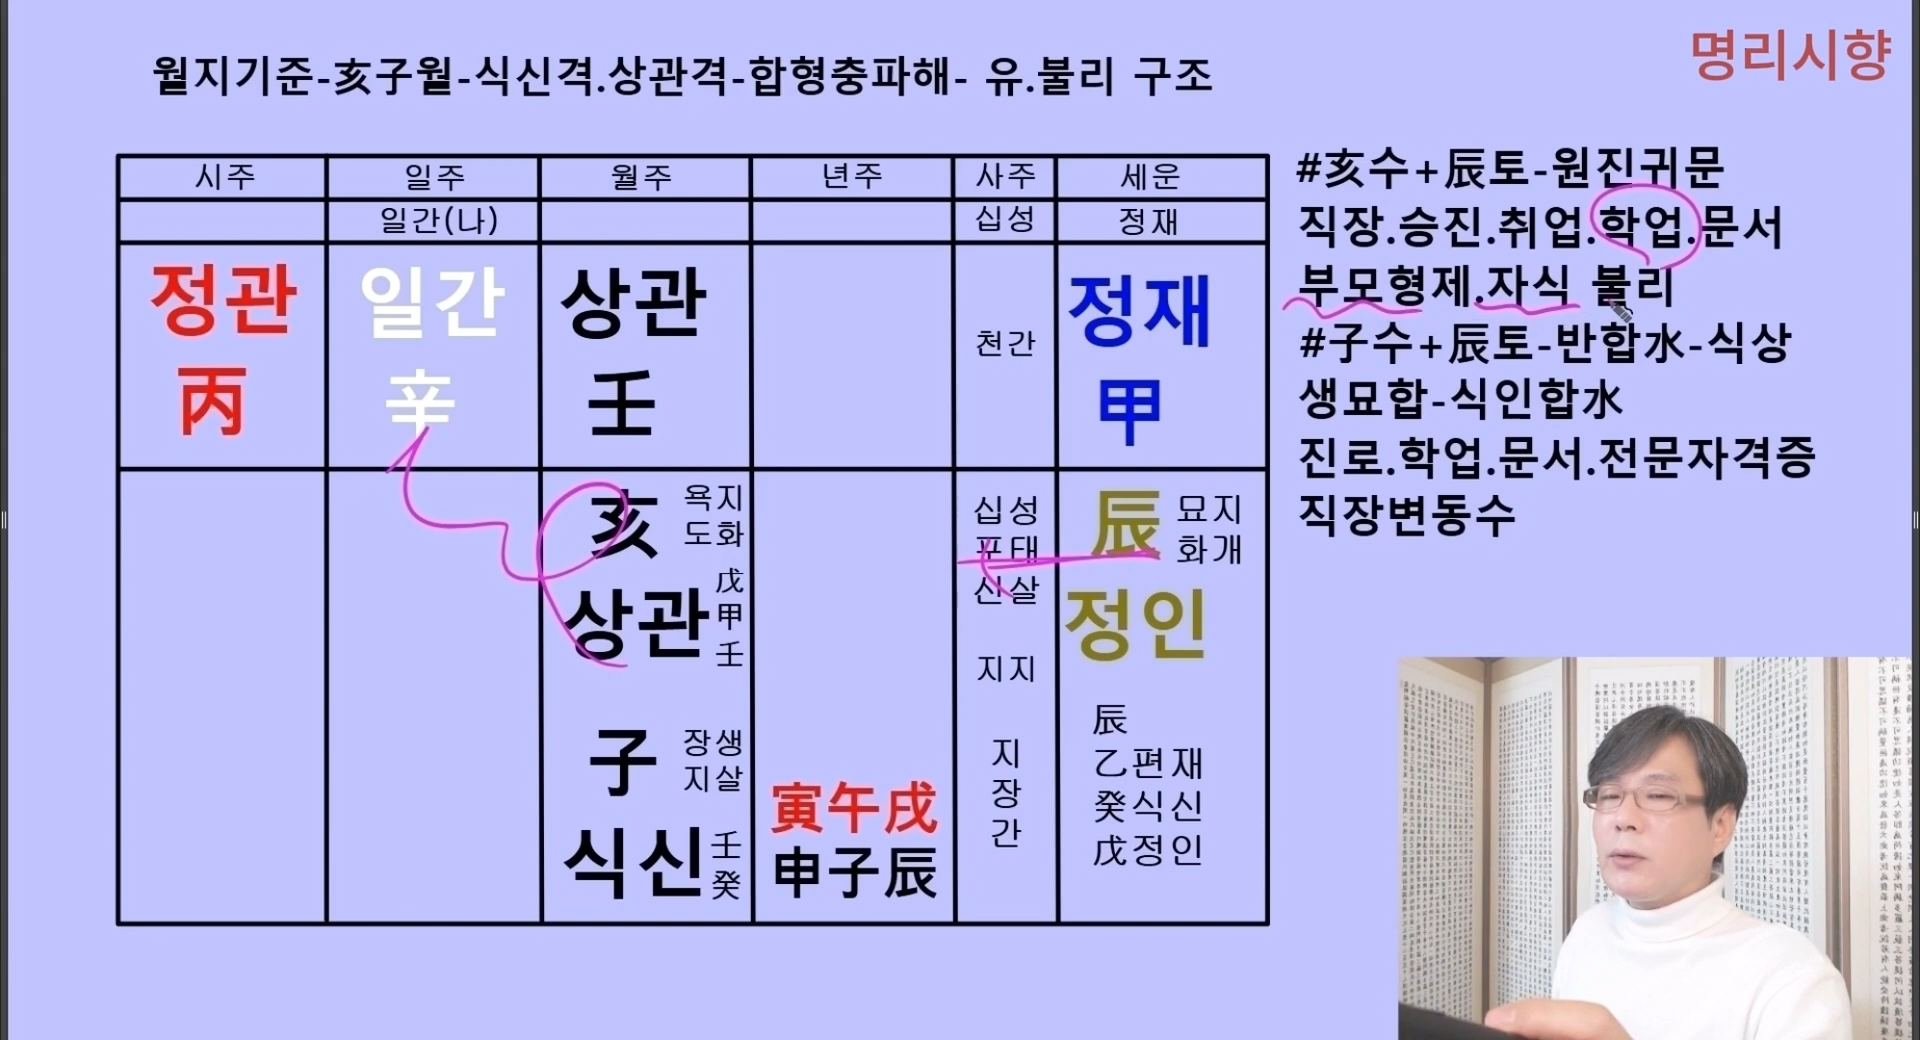 명리시향
월지기준-亥子월-식신격.상관격-합형충파해- 유.불리 구조
시주 일주 월주 년주 사주 세운
일간(나) 십성 정재
정관 일간 상관 천간 정재
丙 辛 壬 甲
亥 욕지 도화
상관 戊 甲 壬
子 장생 지살
식신 壬 癸
寅午戌
申子辰
십성
포태
신살
지지
지
장
간
辰 묘지 화개
정인
辰
乙편재
癸식신
戊정인
#亥수+辰토-원진귀문
직장.승진.취업.학업.문서
부모형제.자식 불리
#子수+辰토-반합水-식상
생묘합-식인합水
진로.학업.문서.전문자격증
직장변동수